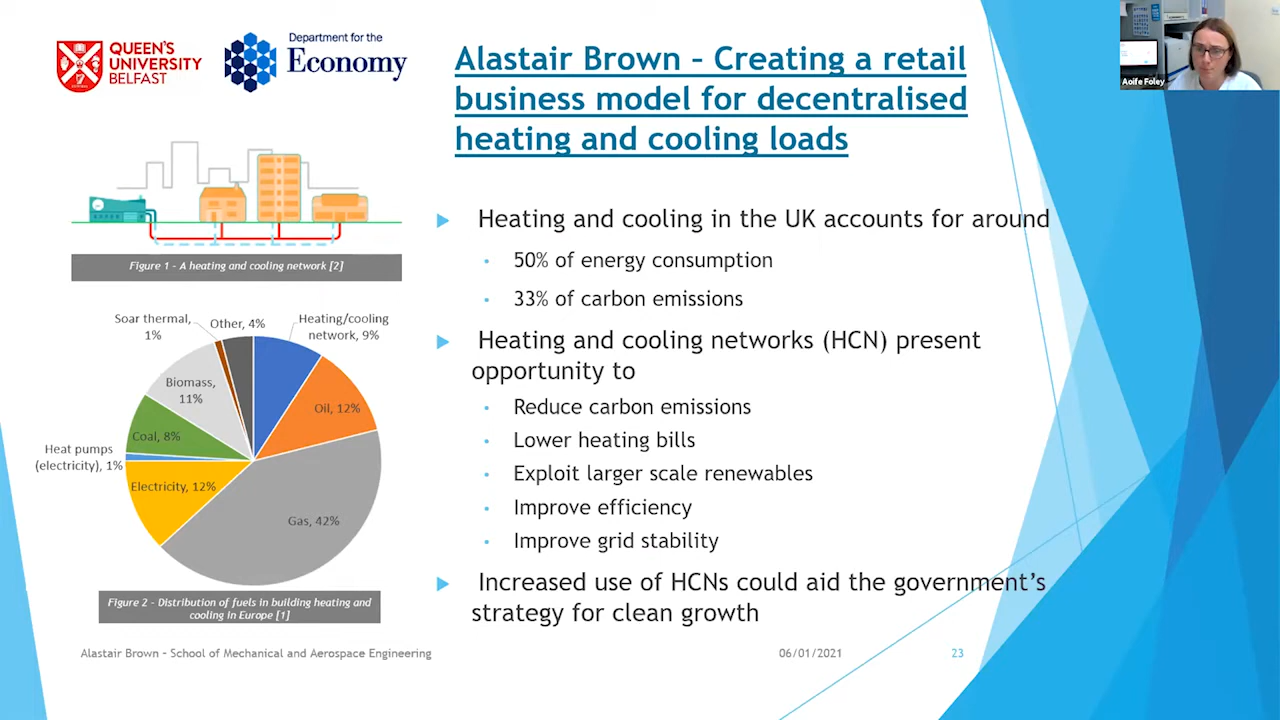 QUEEN'S
UNIVERSITY
BELFAST
Department for the
Economy
Alastair Brown – Creating a retail
business model for decentralised
heating and cooling loads
Aoife Foley
Figure 1 – A heating and cooling network [2]
Soar thermal,
1%
Other, 4%
Heating/cooling
network, 9%
Biomass,
11%
Oil, 12%
Coal, 8%
Heat pumps
(electricity), 1%
Electricity, 12%
Gas, 42%
Figure 2 – Distribution of fuels in building heating and
cooling in Europe [1]
Heating and cooling in the UK accounts for around
50% of energy consumption
33% of carbon emissions
Heating and cooling networks (HCN) present
opportunity to
Reduce carbon emissions
Lower heating bills
Exploit larger scale renewables
Improve efficiency
Improve grid stability
Increased use of HCNs could aid the government's
strategy for clean growth
Alastair Brown – School of Mechanical and Aerospace Engineering
06/01/2021
23